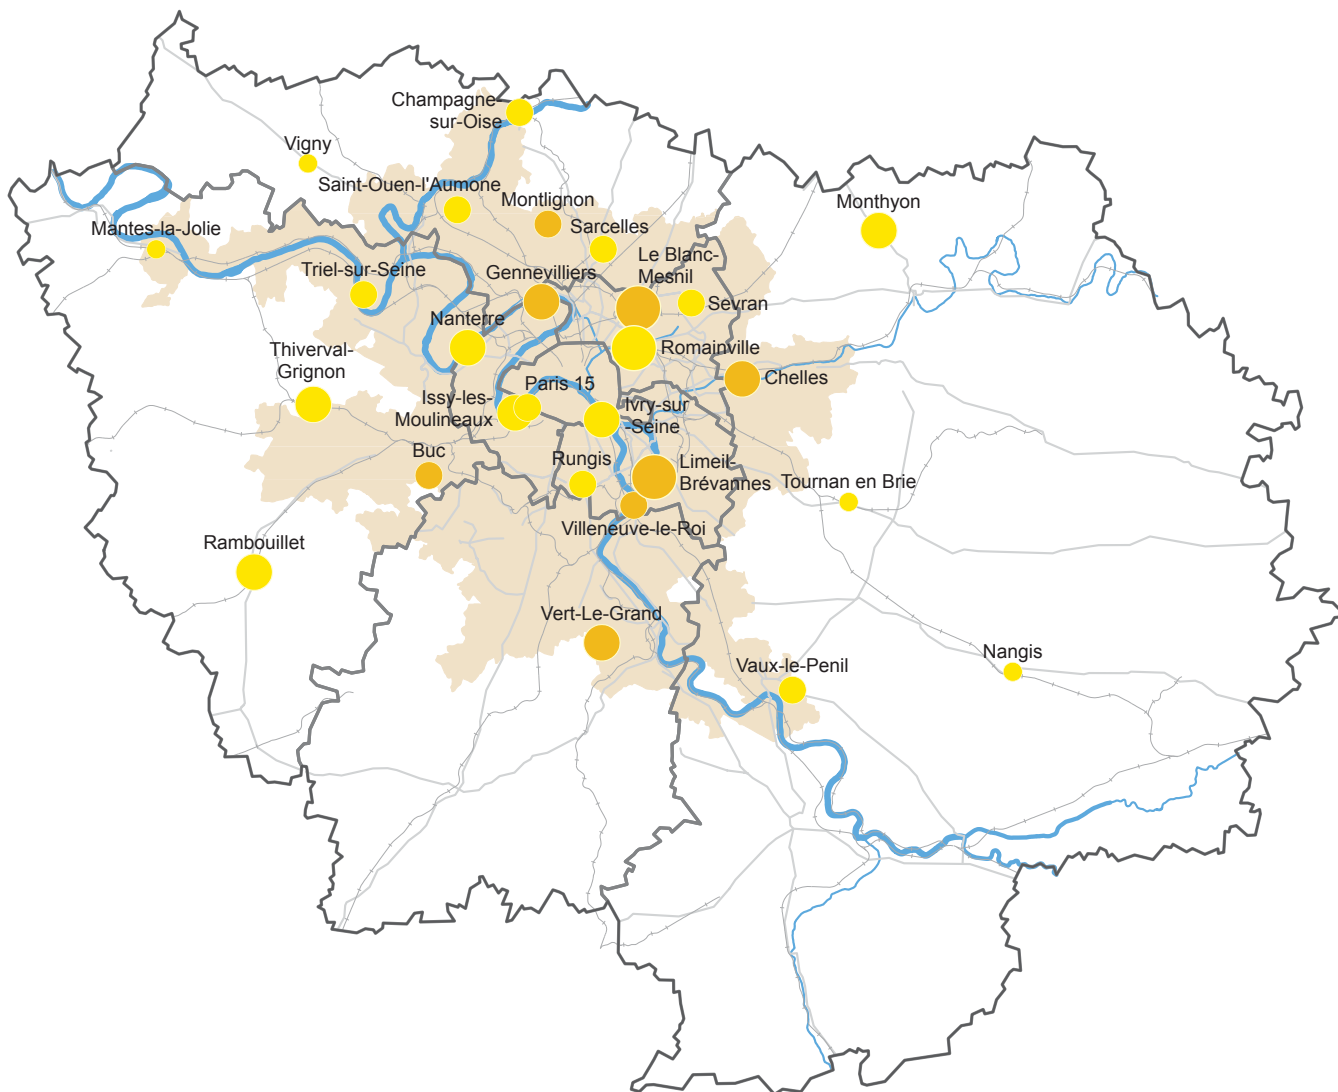 Champagne-
sur-Oise
Vigny
Saint-Ouen-l'Aumone
Montlignon
Monthyon
Mantes-la-Jolie
Sarcelles
Triel-sur-Seine
Gennevilliers
Le Blanc-
Mesnil
Sevran
Nanterre
Romainville
Thiverval-
Grignon
Chelles
Paris 15
Issy-les-
Moulineaux
Ivry-sur
-Seine
Buc
Rungis
Limeil-
Brévannes
Tournan en Brie
Villeneuve-le-Roi
Rambouillet
Vert-Le-Grand
Vaux-le-Penil
Nangis